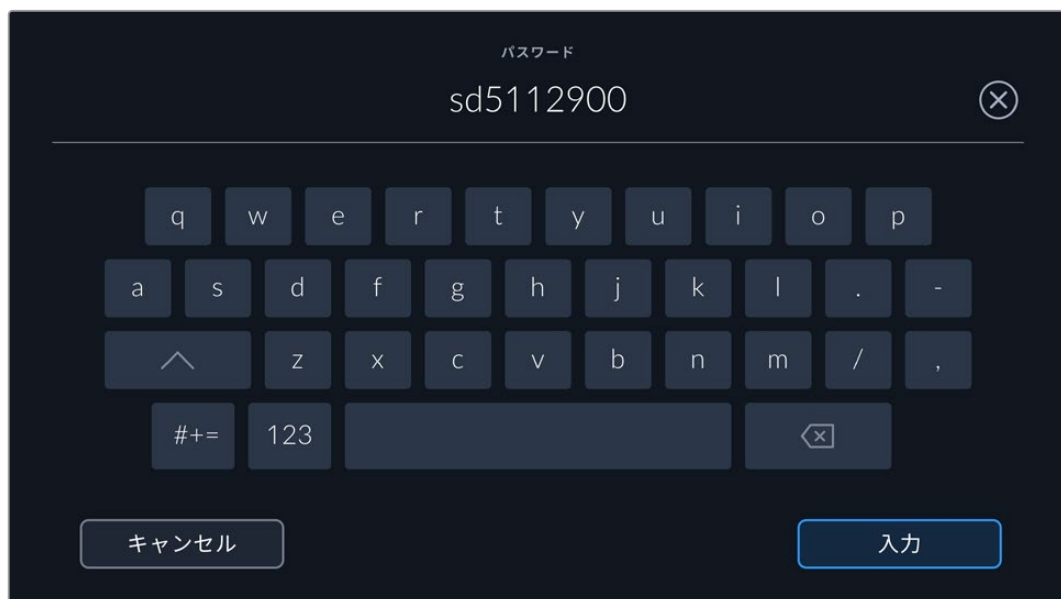 パスワード
sd5112900
q w e r t y u i o p
a s d f g h j k l . -
z x c v b n m / ,
#+= 123
キャンセル 入力